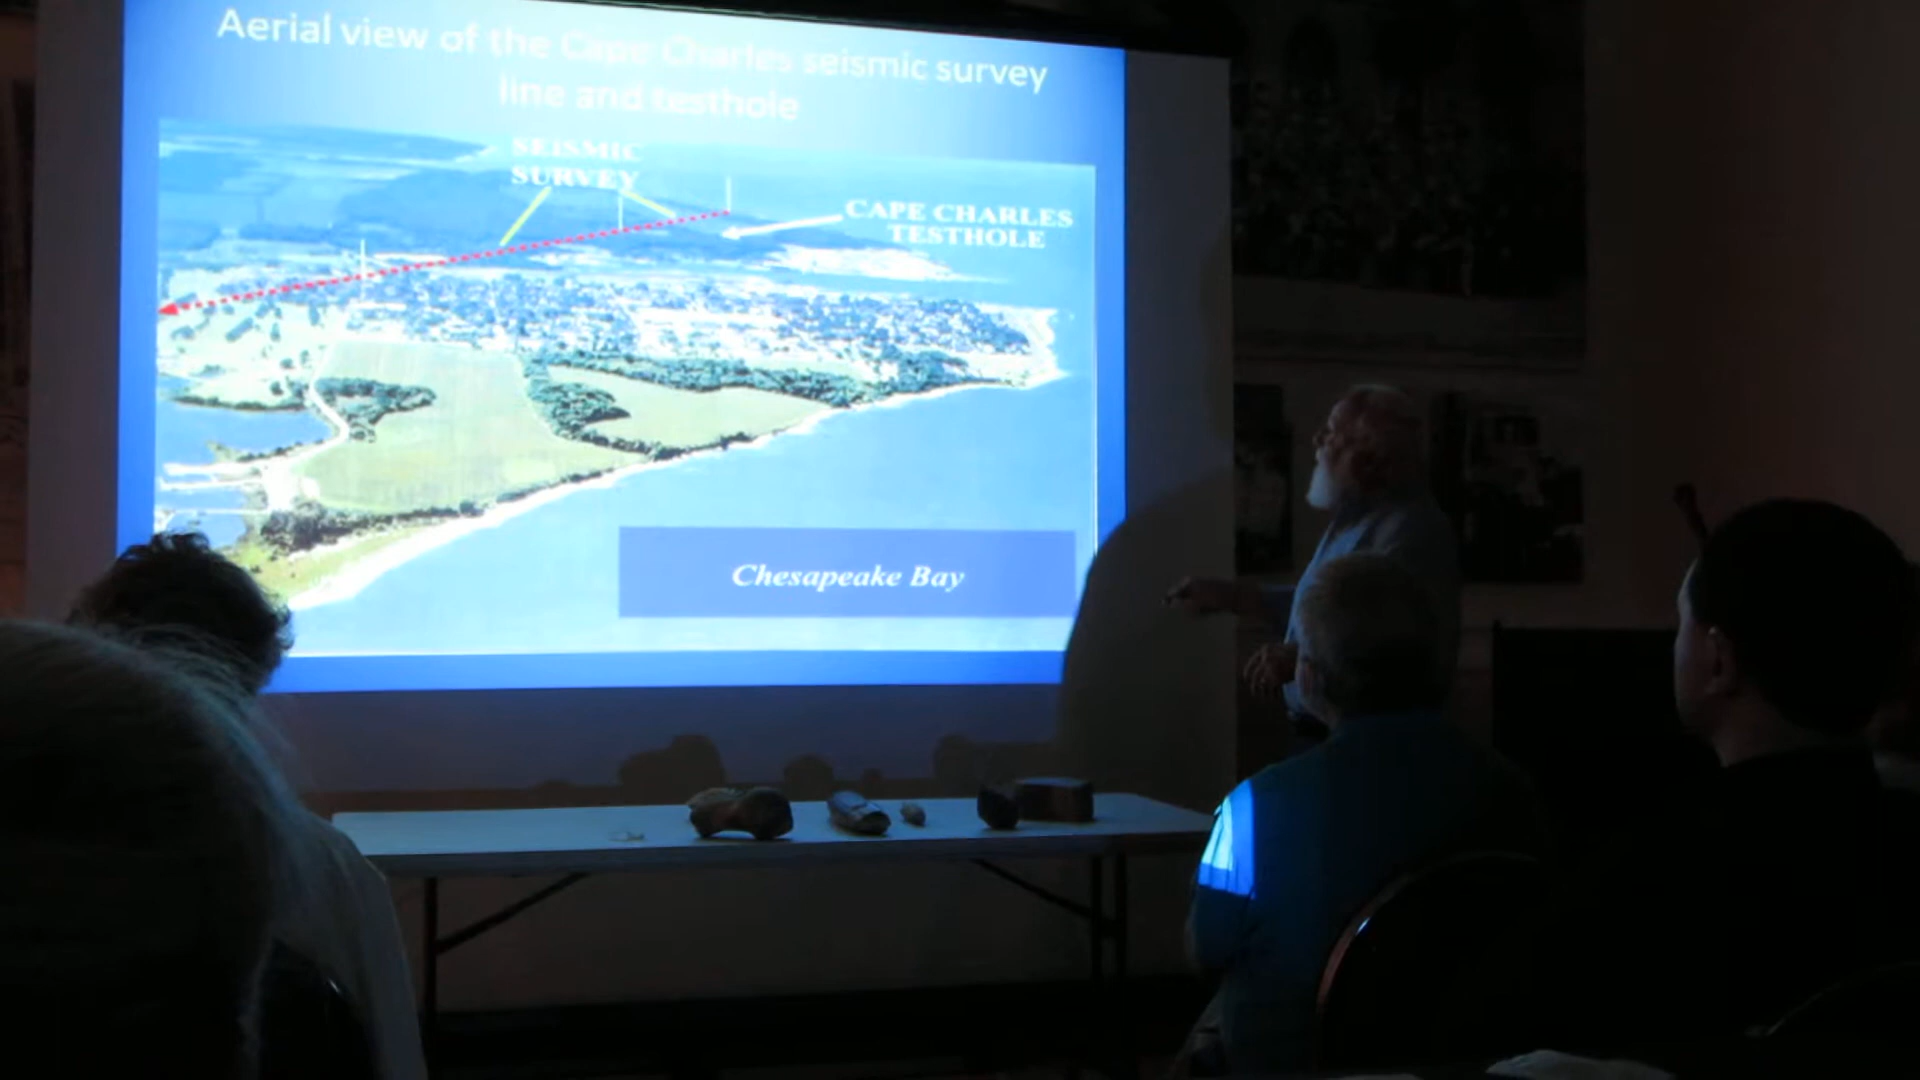 Aerial view of the Cape Charles seismic survey
line and testhole
SEISMIC
SURVEY
CAPE CHARLES
TESTHOLE
Chesapeake Bay